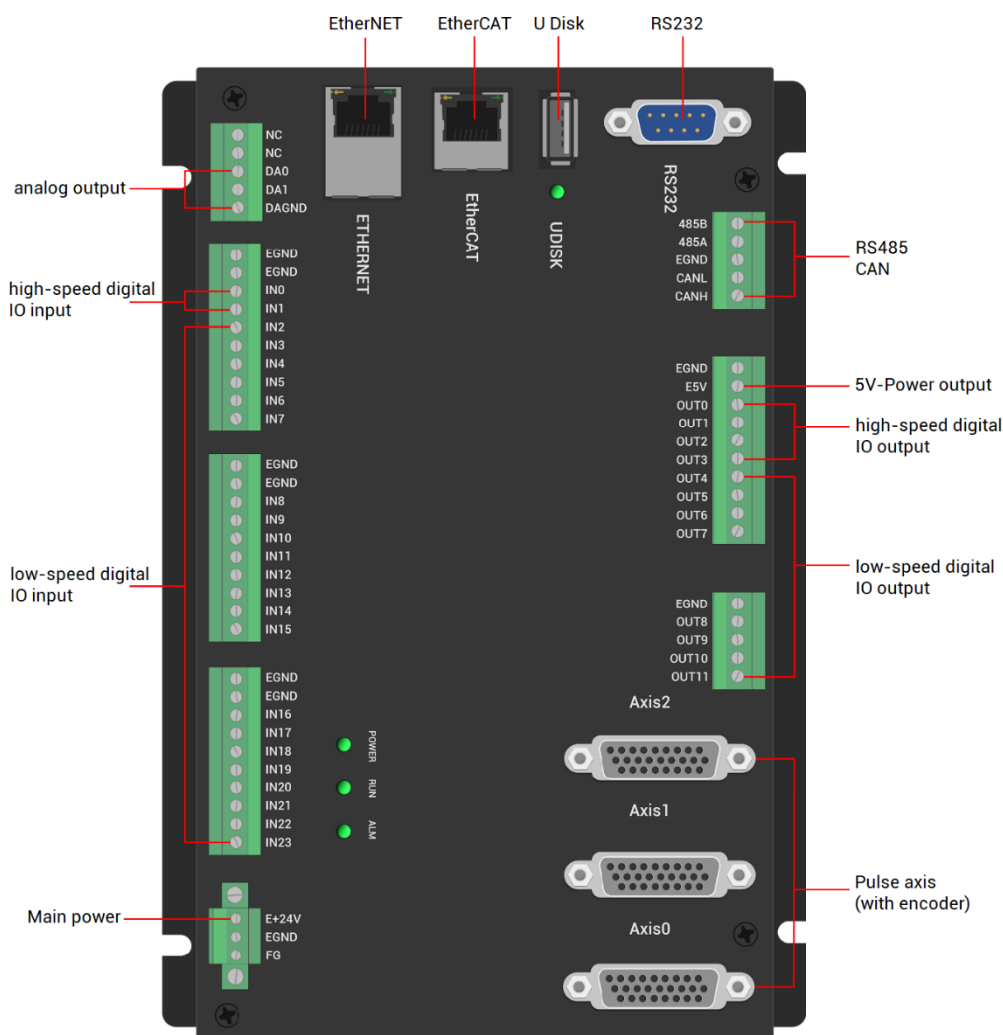 EtherNET
EtherCAT
U Disk
RS232
NC
NC
DA0
DA1
DAGND
analog output
ETHERNET
EtherCAT
UDISK
RS232
485B
485A
EGND
CANL
CANH
RS485
CAN
EGND
EGND
IN0
IN1
IN2
IN3
IN4
IN5
IN6
IN7
high-speed digital
IO input
EGND
E5V
OUT0
OUT1
OUT2
OUT3
OUT4
OUT5
OUT6
OUT7
5V-Power output
high-speed digital
IO output
EGND
EGND
IN8
IN9
IN10
IN11
IN12
IN13
IN14
IN15
low-speed digital
IO input
EGND
OUT8
OUT9
OUT10
OUT11
low-speed digital
IO output
EGND
EGND
IN16
IN17
IN18
IN19
IN20
IN21
IN22
IN23
POWER
RUN
ALM
Axis2
Axis1
Axis0
Pulse axis
(with encoder)
Main power
E+24V
EGND
FG